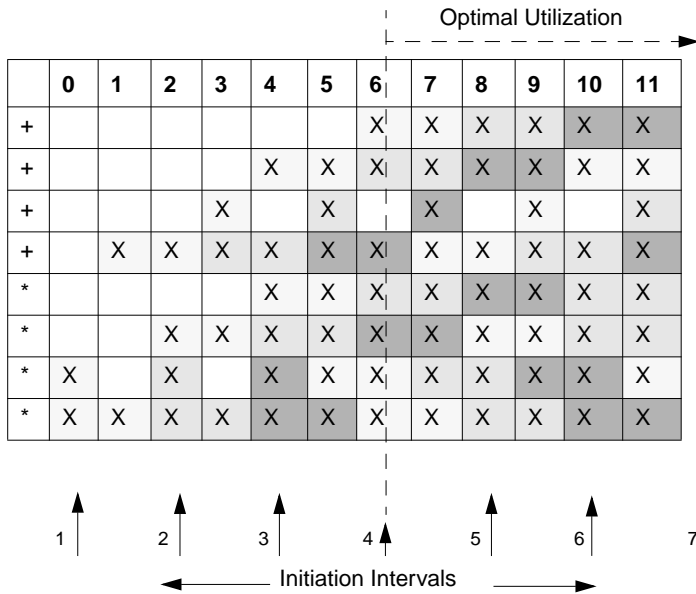 Optimal Utilization
0 1 2 3 4 5 6 7 8 9 10 11
+ X X X X X X
+ X X X X X X X X
+ X X X X X
+ X X X X X X X X X X X
* X X X X X X X X
* X X X X X X X X X X
* X X X X X X X X X X
* X X X X X X X X X X X X
1 2 3 4 5 6 7
Initiation Intervals